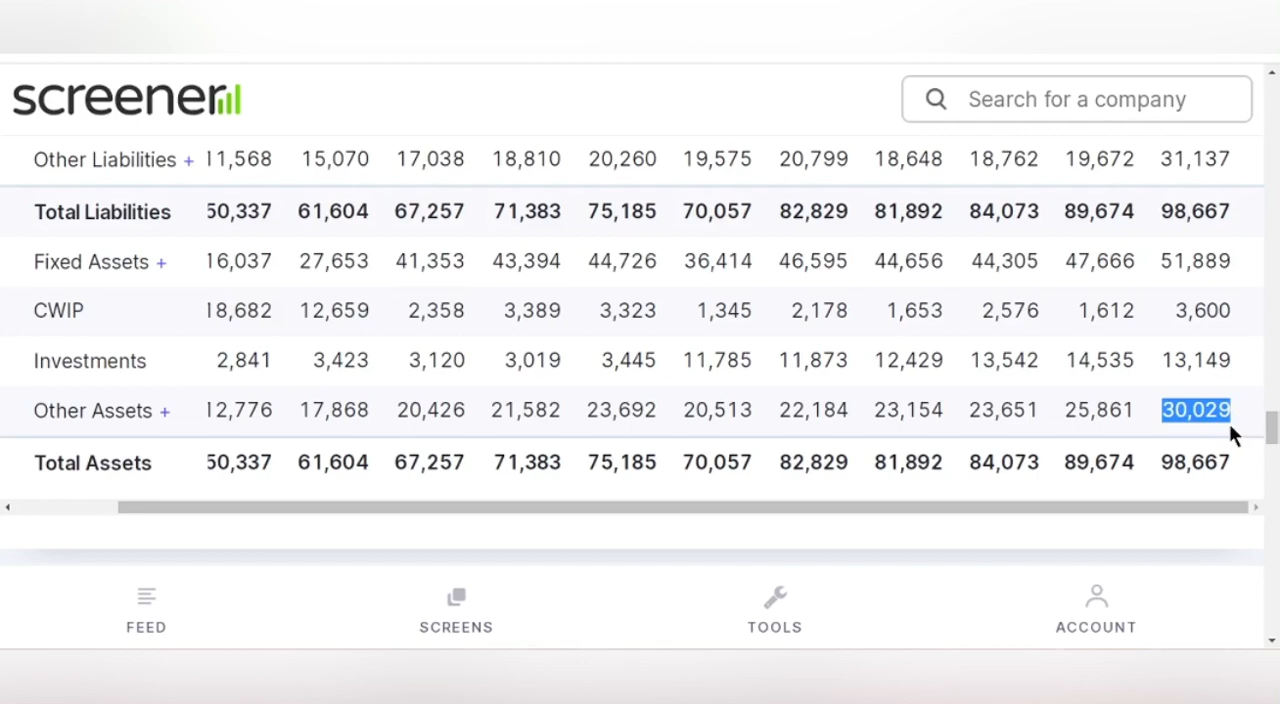 screener
Search for a company
Other Liabilities + 11,568 15,070 17,038 18,810 20,260 19,575 20,799 18,648 18,762 19,672 31,137
Total Liabilities 50,337 61,604 67,257 71,383 75,185 70,057 82,829 81,892 84,073 89,674 98,667
Fixed Assets + 16,037 27,653 41,353 43,394 44,726 36,414 46,595 44,656 44,305 47,666 51,889
CWIP 18,682 12,659 2,358 3,389 3,323 1,345 2,178 1,653 2,576 1,612 3,600
Investments 2,841 3,423 3,120 3,019 3,445 11,785 11,873 12,429 13,542 14,535 13,149
Other Assets + 12,776 17,868 20,426 21,582 23,692 20,513 22,184 23,154 23,651 25,861 30,029
Total Assets 50,337 61,604 67,257 71,383 75,185 70,057 82,829 81,892 84,073 89,674 98,667
FEED SCREENS TOOLS ACCOUNT